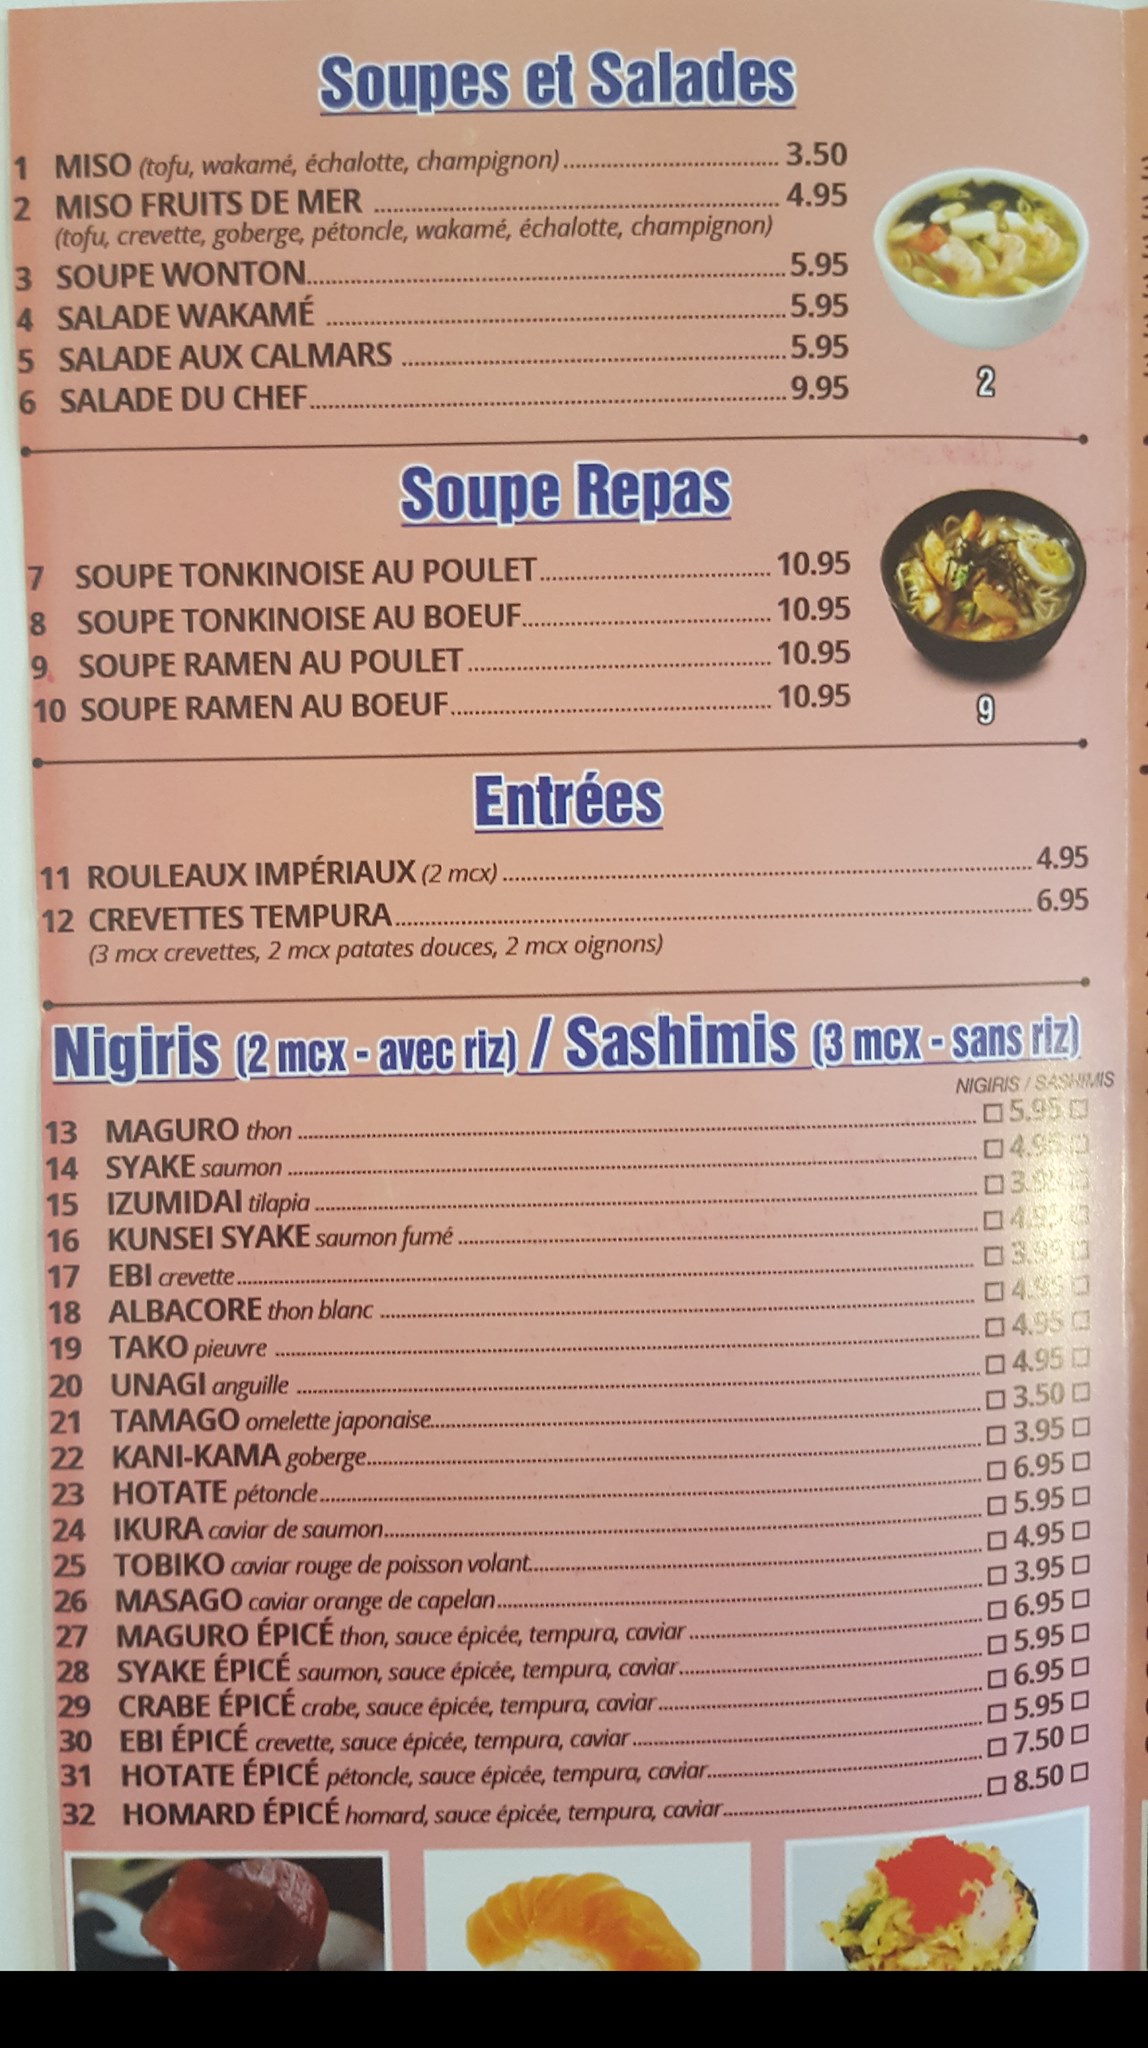 Soupes et Salades
1 MISO (tofu, wakamé, échalotte, champignon).............................. 3.50
2 MISO FRUITS DE MER .............................. 4.95
(tofu, crevette, goberge, pétoncle, wakamé, échalotte, champignon)
3 SOUPE WONTON.............................. 5.95
4 SALADE WAKAMÉ .............................. 5.95
5 SALADE AUX CALMARS .............................. 5.95
6 SALADE DU CHEF.............................. 9.95
2
Soupe Repas
7 SOUPE TONKINOISE AU POULET.............................. 10.95
8 SOUPE TONKINOISE AU BOEUF.............................. 10.95
9 SOUPE RAMEN AU POULET.............................. 10.95
10 SOUPE RAMEN AU BOEUF.............................. 10.95
9
Entrées
11 ROULEAUX IMPÉRIAUX (2 mcx).............................. 4.95
12 CREVETTES TEMPURA.............................. 6.95
(3 mcx crevettes, 2 mcx patates douces, 2 mcx oignons)
Nigiris (2 mcx - avec riz) / Sashimis (3 mcx - sans riz)
NIGIRIS / SASHIMIS
13 MAGURO thon .............................. □ 5.95 □
14 SYAKE saumon .............................. □ 4.95 □
15 IZUMIDAI tilapia .............................. □ □
16 KUNSEI SYAKE saumon fumé .............................. □ 4.95 □
17 EBI crevette.............................. □ 3.95 □
18 ALBACORE thon blanc .............................. □ 4.95 □
19 TAKO pieuvre .............................. □ 4.95 □
20 UNAGI anguille .............................. □ 4.95 □
21 TAMAGO omelette japonaise.............................. □ 3.50 □
22 KANI-KAMA goberge.............................. □ 3.95 □
23 HOTATE pétoncle.............................. □ 6.95 □
24 IKURA caviar de saumon.............................. □ 5.95 □
25 TOBIKO caviar rouge de poisson volant.............................. □ 4.95 □
26 MASAGO caviar orange de capelan.............................. □ 3.95 □
27 MAGURO ÉPICÉ thon, sauce épicée, tempura, caviar .............................. □ 6.95 □
28 SYAKE ÉPICÉ saumon, sauce épicée, tempura, caviar.............................. □ 5.95 □
29 CRABE ÉPICÉ crabe, sauce épicée, tempura, caviar.............................. □ 6.95 □
30 EBI ÉPICÉ crevette, sauce épicée, tempura, caviar .............................. □ 5.95 □
31 HOTATE ÉPICÉ pétoncle, sauce épicée, tempura, caviar.............................. □ 7.50 □
32 HOMARD ÉPICÉ homard, sauce épicée, tempura, caviar.............................. □ 8.50 □